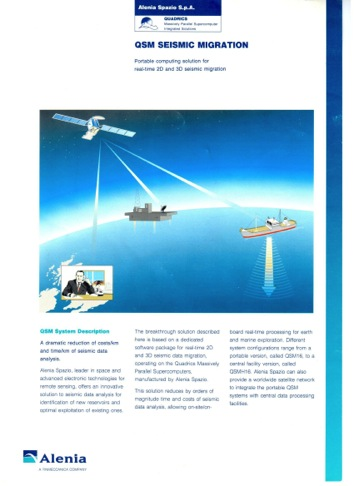 Alenia Spazio S.p.A.
QUADRICS
Massively Parallel Supercomputer
Integrated Solutions
QSM SEISMIC MIGRATION
Portable computing solution for
real-time 2D and 3D seismic migration
QSM System Description
A dramatic reduction of costs/km
and time/km of seismic data
analysis.
Alenia Spazio, leader in space and
advanced electronic technologies for
remote sensing, offers an innovative
solution to seismic data analysis for
identification of new reservoirs and
optimal exploitation of existing ones.
The breakthrough solution described
here is based on a dedicated
software package for real-time 2D
and 3D seismic data migration,
operating on the Quadrics Massively
Parallel Supercomputers,
manufactured by Alenia Spazio.
This solution reduces by orders of
magnitude time and costs of seismic
data analysis, allowing on-site/on-
board real-time processing for earth
and marine exploration. Different
system configurations range from a
portable version, called QSM16, to a
central facility version, called
QSMH16. Alenia Spazio can also
provide a worldwide satellite network
to integrate the portable QSM
systems with central data processing
facilities.
Alenia
A FINMECCANICA COMPANY